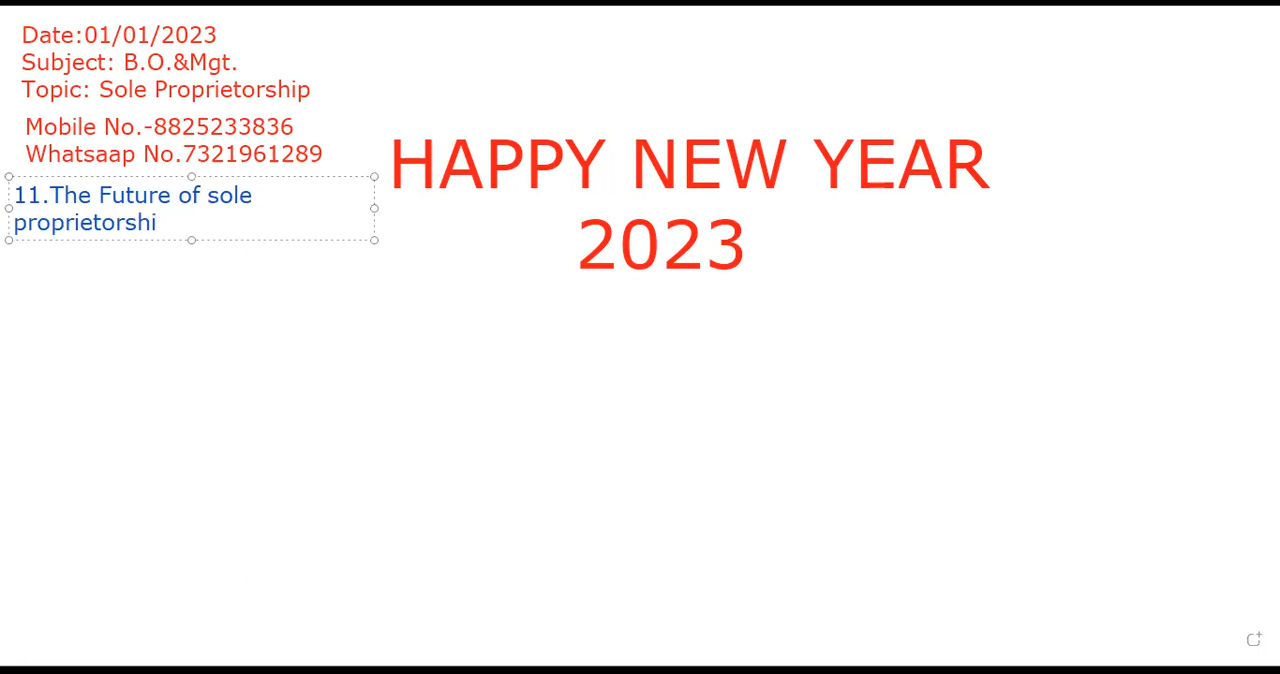 Date:01/01/2023
Subject: B.O.&Mgt.
Topic: Sole Proprietorship
Mobile No.-8825233836
Whatsaap No.7321961289
11.The Future of sole
proprietorshi
HAPPY NEW YEAR
2023